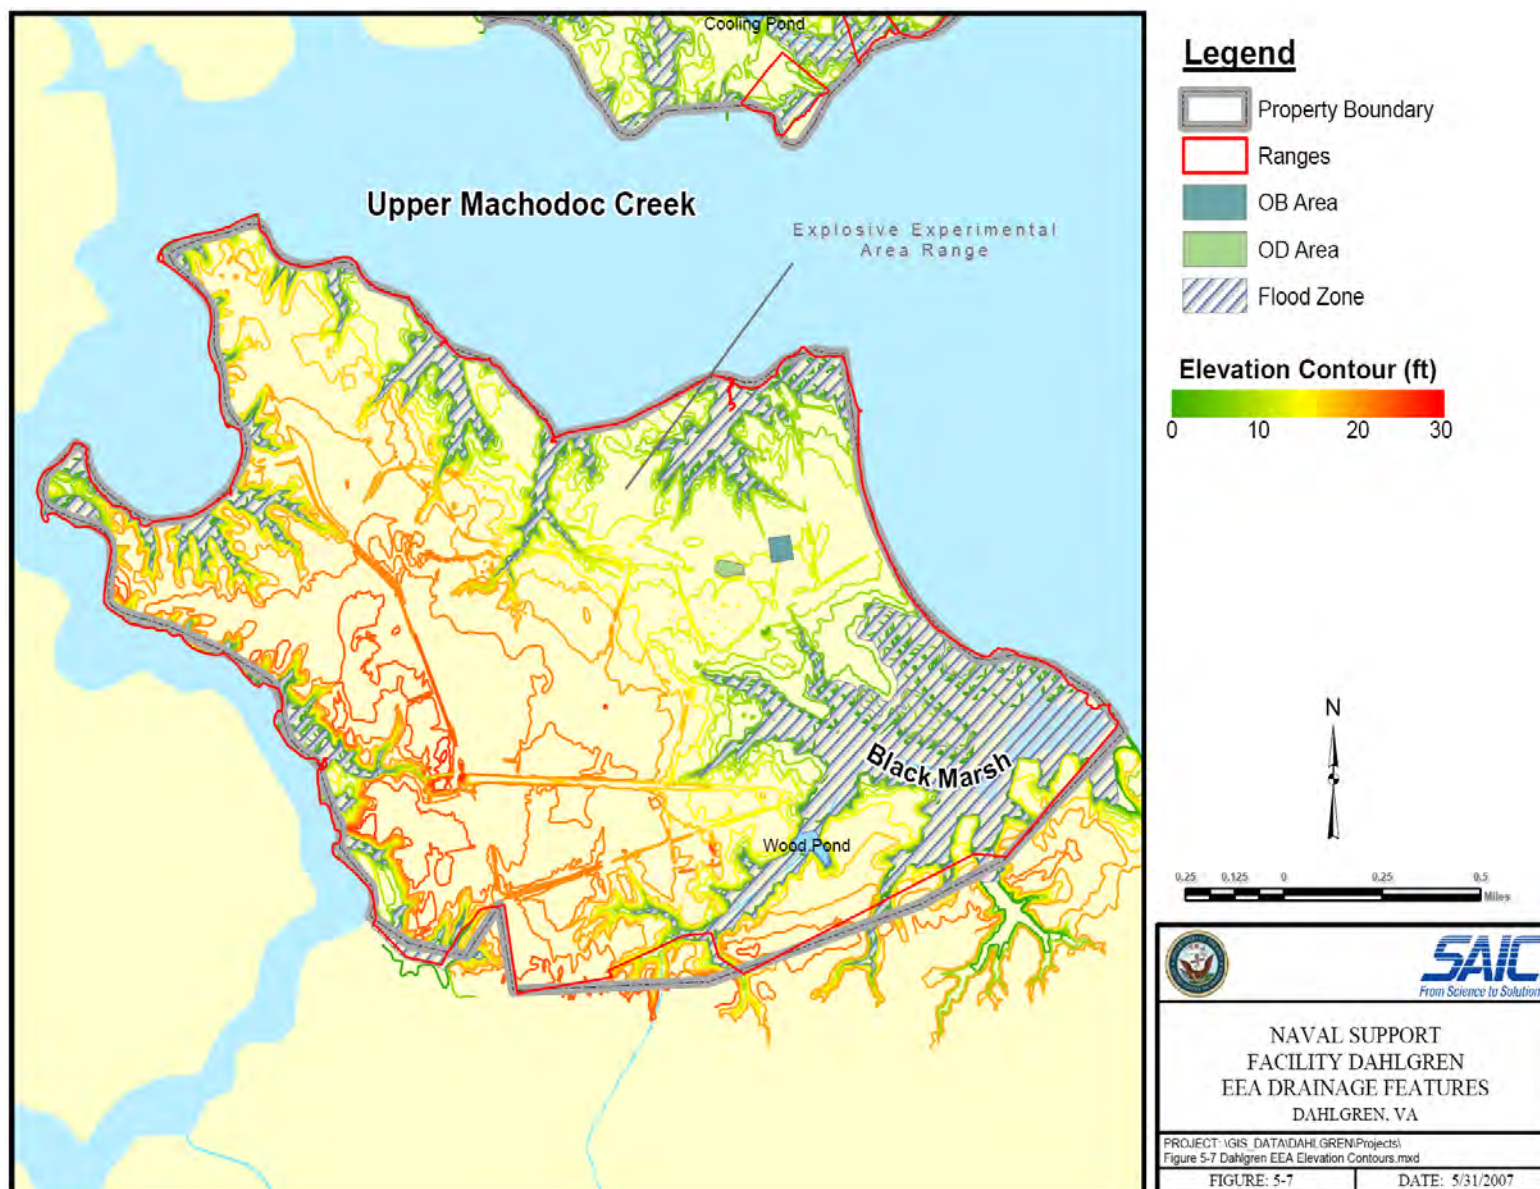 Cooling Pond
Upper Machodoc Creek
Explosive Experimental
Area Range
Black Marsh
Wood Pond
Legend
Property Boundary
Ranges
OB Area
OD Area
Flood Zone
Elevation Contour (ft)
0 10 20 30
N
0.25 0.125 0 0.25 0.5
Miles
SAIC
From Science to Solution
NAVAL SUPPORT
FACILITY DAHLGREN
EEA DRAINAGE FEATURES
DAHLGREN, VA
PROJECT: \GIS_DATA\DAHLGREN\Projects\
Figure 5-7 Dahlgren EEA Elevation Contours.mxd
FIGURE: 5-7 DATE: 5/31/2007